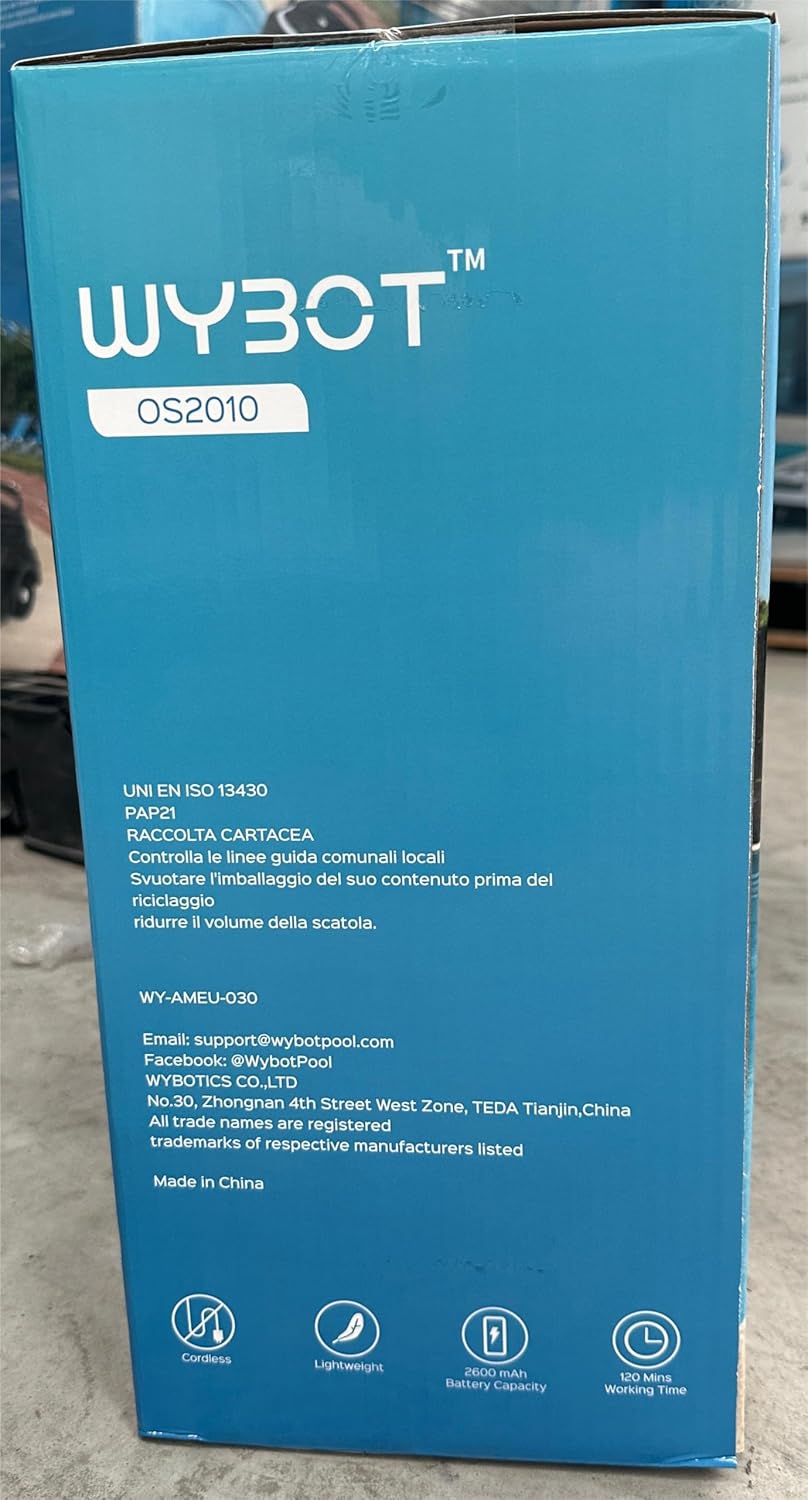 WYBOT™
OS2010
UNI EN ISO 13430
PAP21
RACCOLTA CARTACEA
Controlla le linee guida comunali locali
Svuotare l'imballaggio del suo contenuto prima del
riciclaggio
ridurre il volume della scatola.
WY-AMEU-030
Email: support@wybotpool.com
Facebook: @WybotPool
WYBOTICS CO.,LTD
No.30, Zhongnan 4th Street West Zone, TEDA Tianjin,China
All trade names are registered
trademarks of respective manufacturers listed
Made in China
Cordless
Lightweight
2600 mAh
Battery Capacity
120 Mins
Working Time